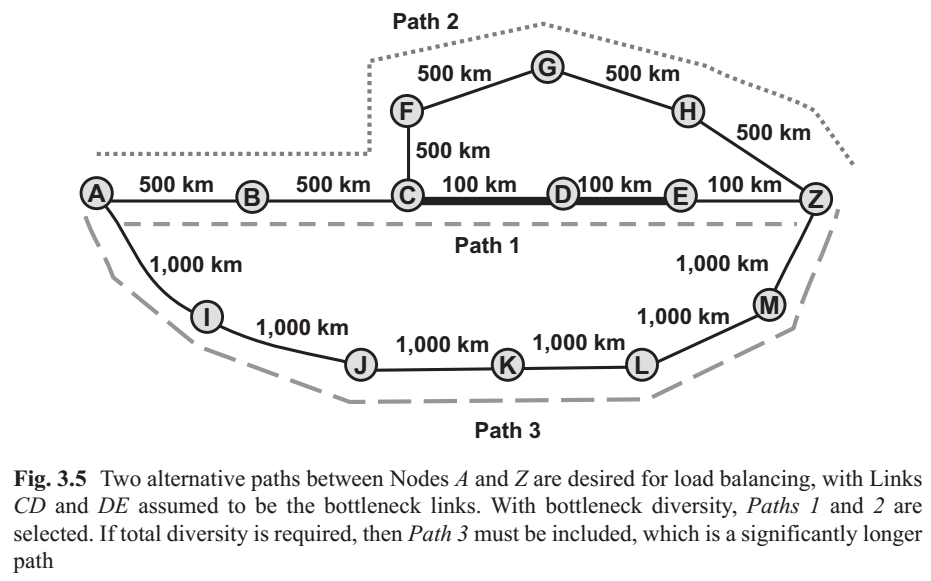 Path 2
500 km G 500 km
F H
500 km 500 km
A 500 km B 500 km C 100 km D 100 km E 100 km Z
Path 1
1,000 km 1,000 km
I M
1,000 km 1,000 km
J 1,000 km K 1,000 km L
Path 3
Fig. 3.5 Two alternative paths between Nodes A and Z are desired for load balancing, with Links
CD and DE assumed to be the bottleneck links. With bottleneck diversity, Paths 1 and 2 are
selected. If total diversity is required, then Path 3 must be included, which is a significantly longer
path